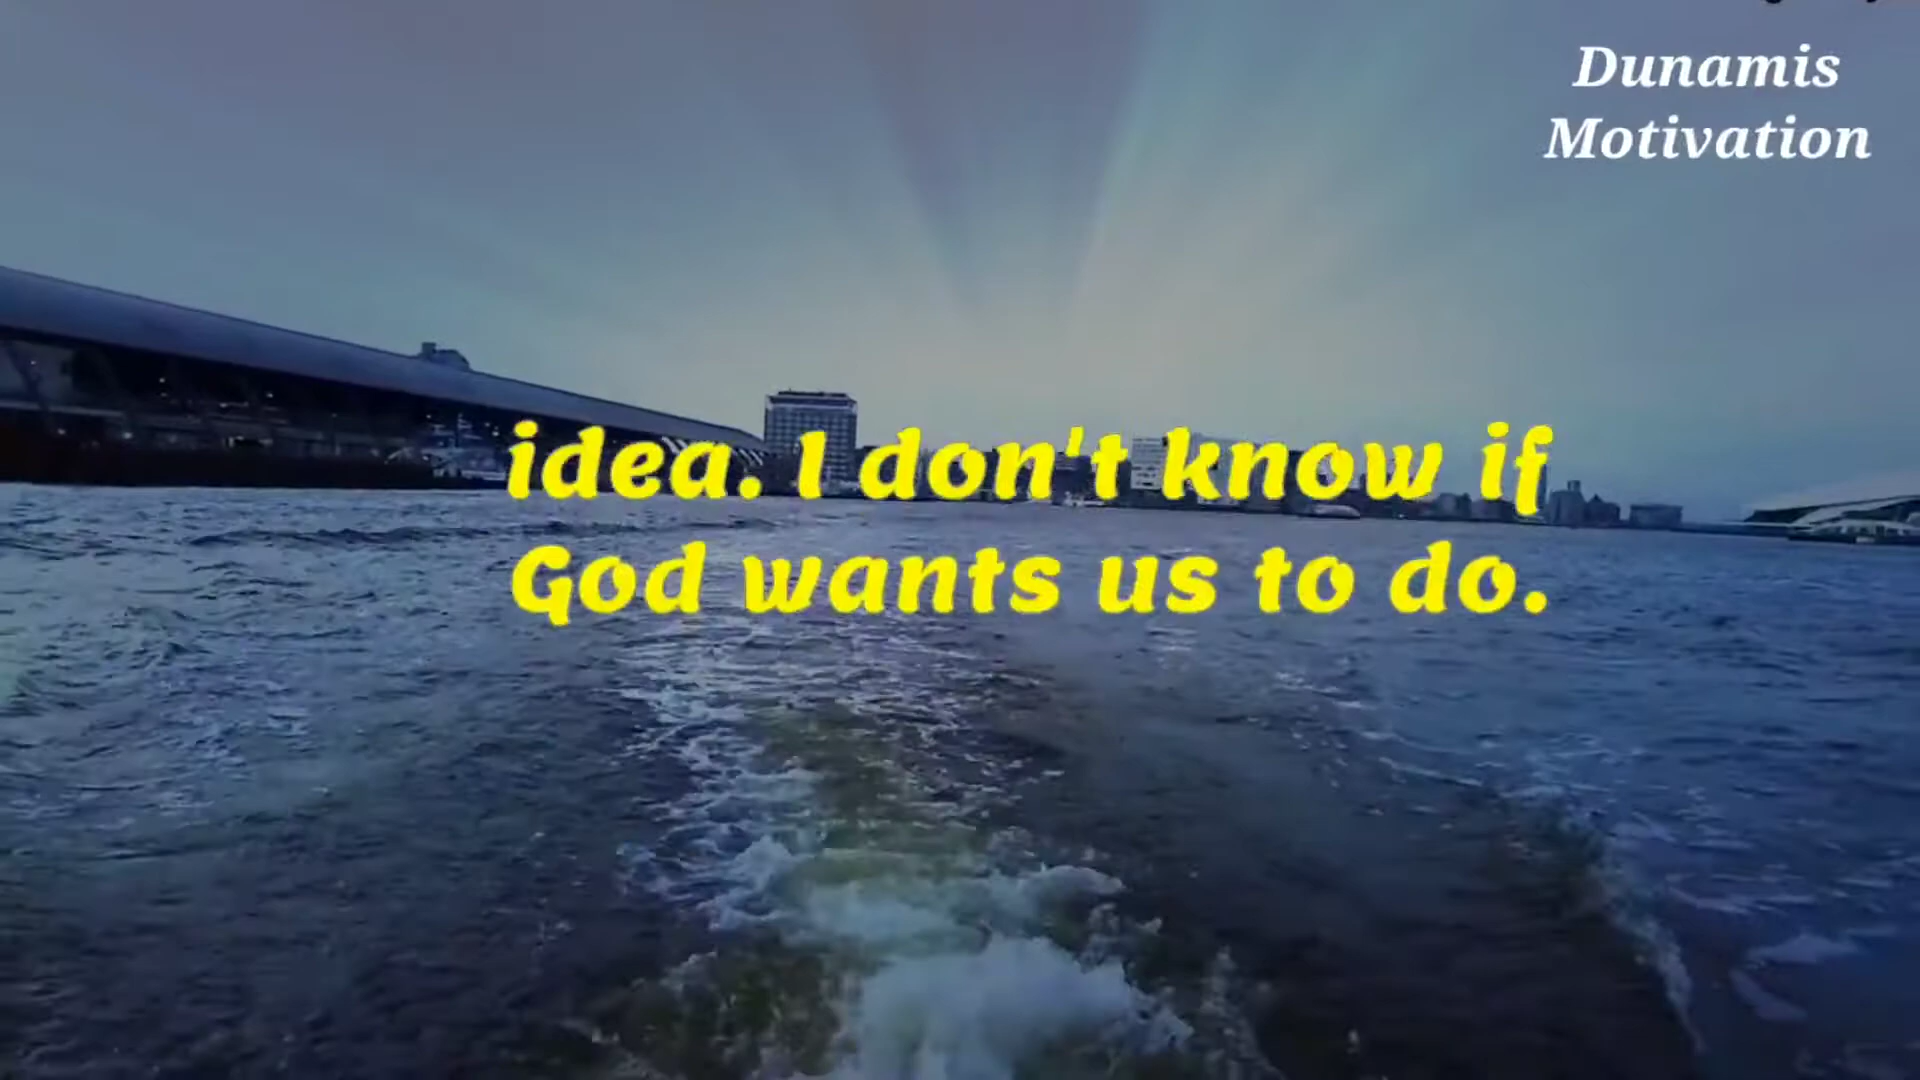 Dunamis
Motivation
idea. I don't know if
God wants us to do.